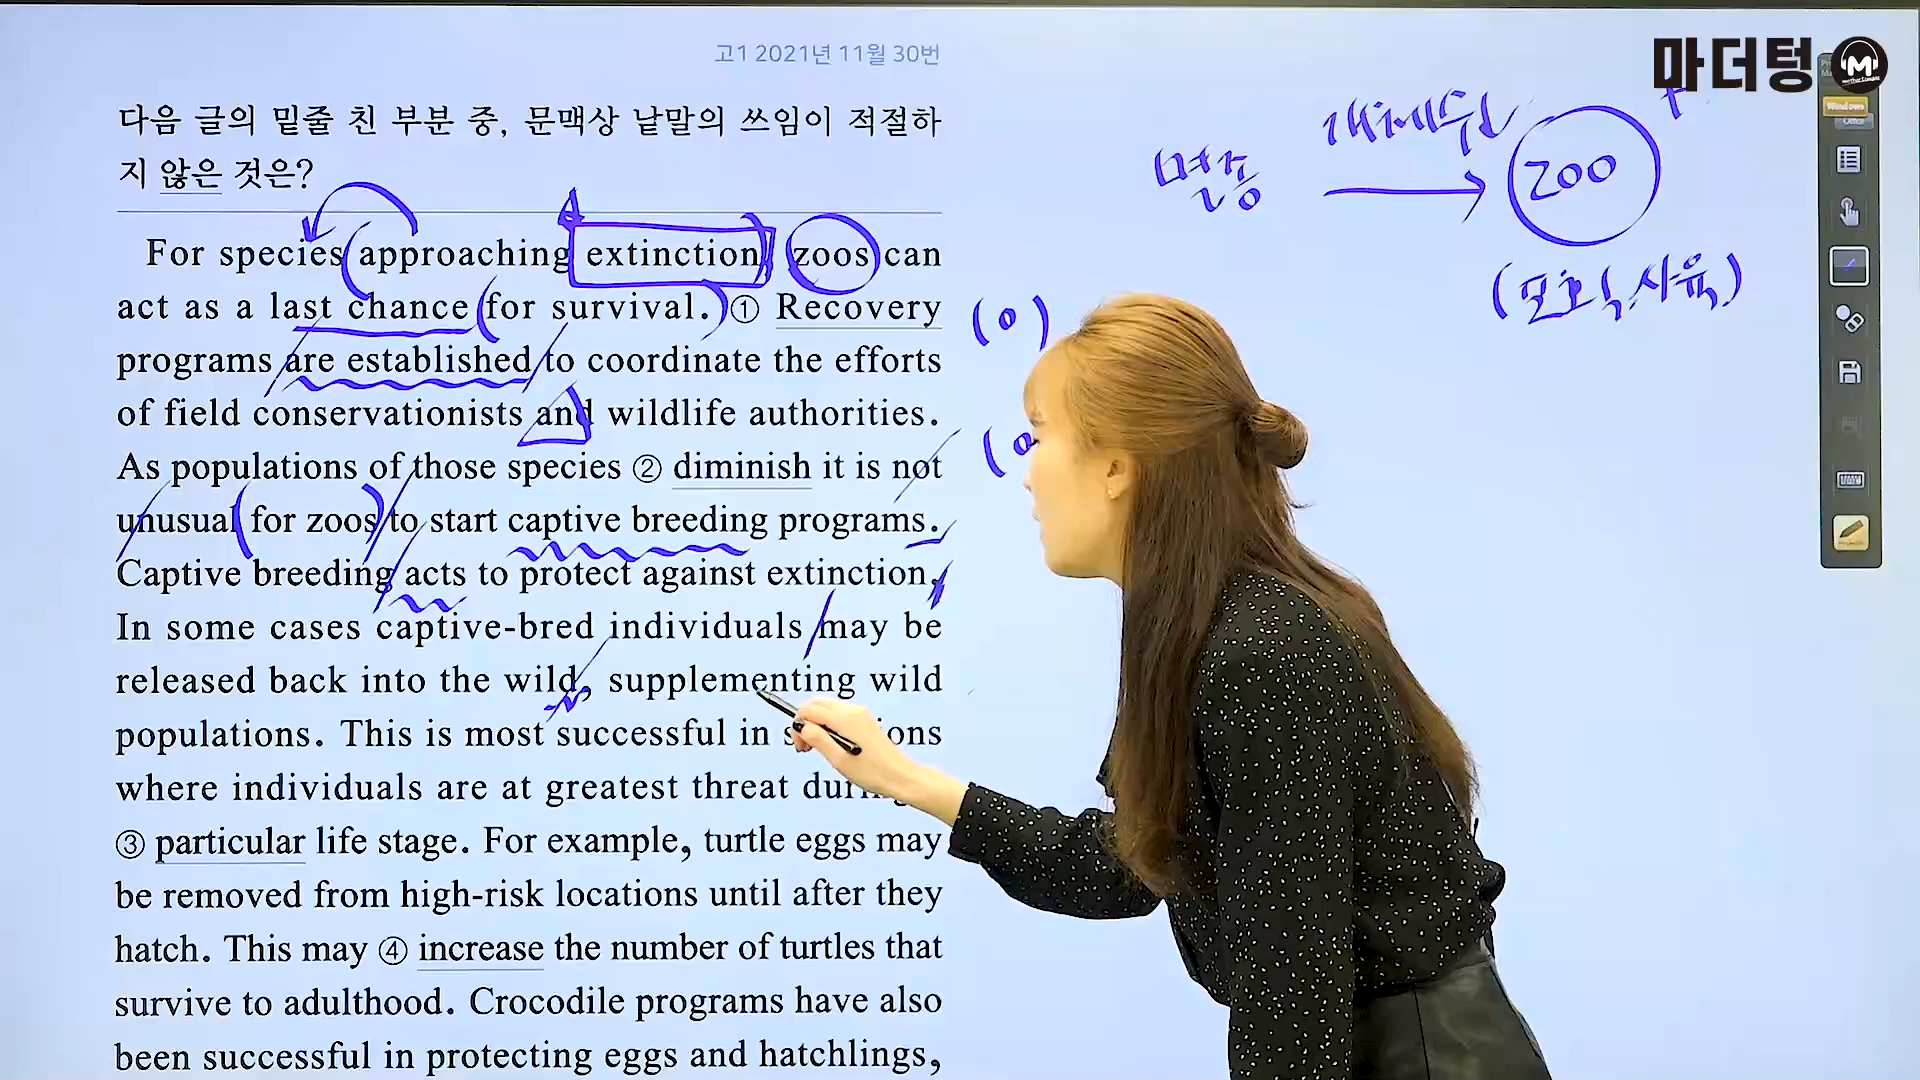 고1 2021년 11월 30번
마더텅
다음 글의 밑줄 친 부분 중, 문맥상 낱말의 쓰임이 적절하
지 않은 것은?
For species approaching extinction, zoos can
act as a last chance for survival. ① Recovery
programs are established to coordinate the efforts
of field conservationists and wildlife authorities.
As populations of those species ② diminish it is not
unusual for zoos to start captive breeding programs.
Captive breeding acts to protect against extinction.
In some cases captive-bred individuals may be
released back into the wild, supplementing wild
populations. This is most successful in
where individuals are at greatest threat
③ particular life stage. For example, turtle eggs may
be removed from high-risk locations until after they
hatch. This may ④ increase the number of turtles that
survive to adulthood. Crocodile programs have also
been successful in protecting eggs and hatchlings,
멸종
개체수
zoo
(보호, 사육)
(o)
Windows